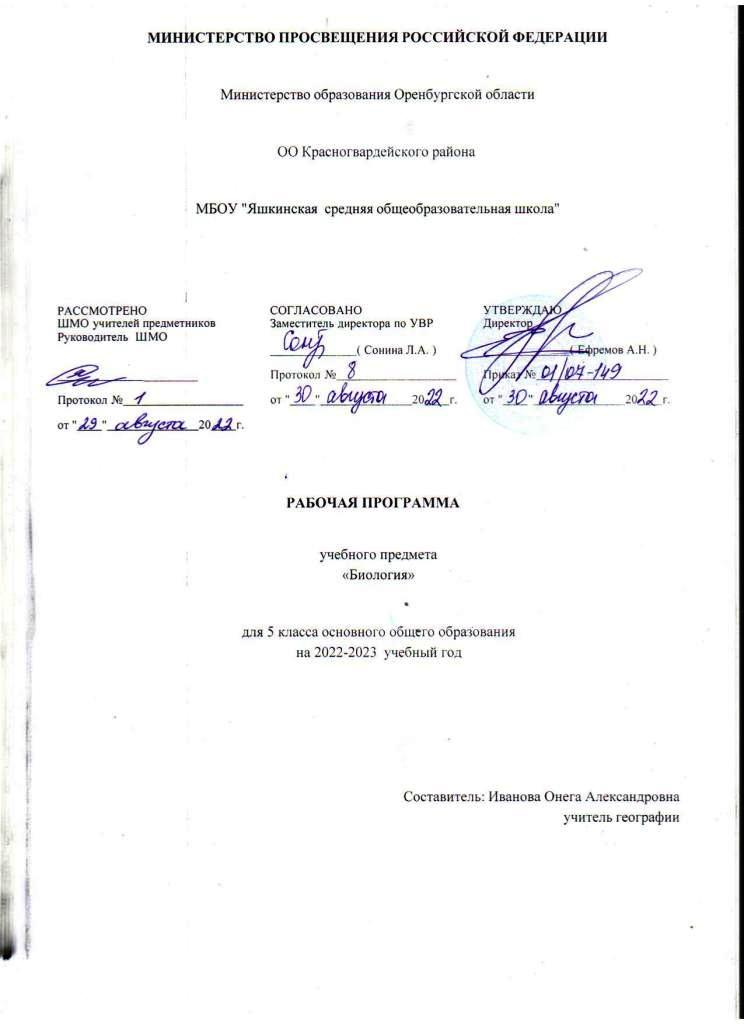 МИНИСТЕРСТВО ПРОСВЕЩЕНИЯ РОССИЙСКОЙ ФЕДЕРАЦИИ
Министерство образования Оренбургской области
ОО Красногвардейского района
МБОУ "Яшкинская средняя общеобразовательная школа"
РАССМОТРЕНО
ШМО учителей предметников
Руководитель ШМО
Протокол № 1
от "29" августа 2022 г.
СОГЛАСОВАНО
Заместитель директора по УВР
( Сонина Л.А. )
Протокол № 8
от "30" августа 2022 г.
УТВЕРЖДАЮ
Директор
( Ефремов А.Н. )
Приказ № 01/07-149
от "30" августа 2022 г.
РАБОЧАЯ ПРОГРАММА
учебного предмета
«Биология»
для 5 класса основного общего образования
на 2022-2023 учебный год
Составитель: Иванова Онега Александровна
учитель географии